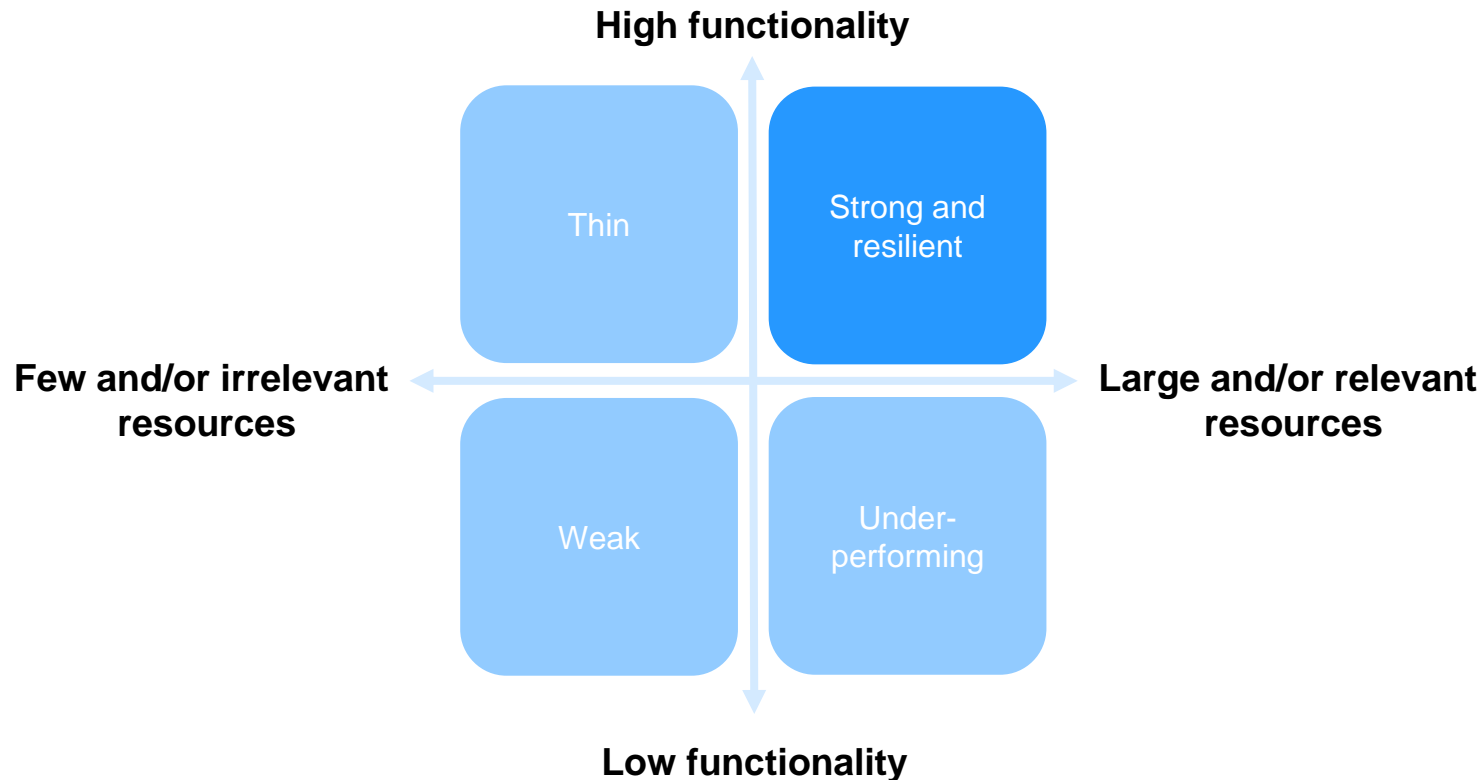 High functionality
Thin
Strong and
resilient
Few and/or irrelevant
resources
Large and/or relevant
resources
Weak
Under-
performing
Low functionality